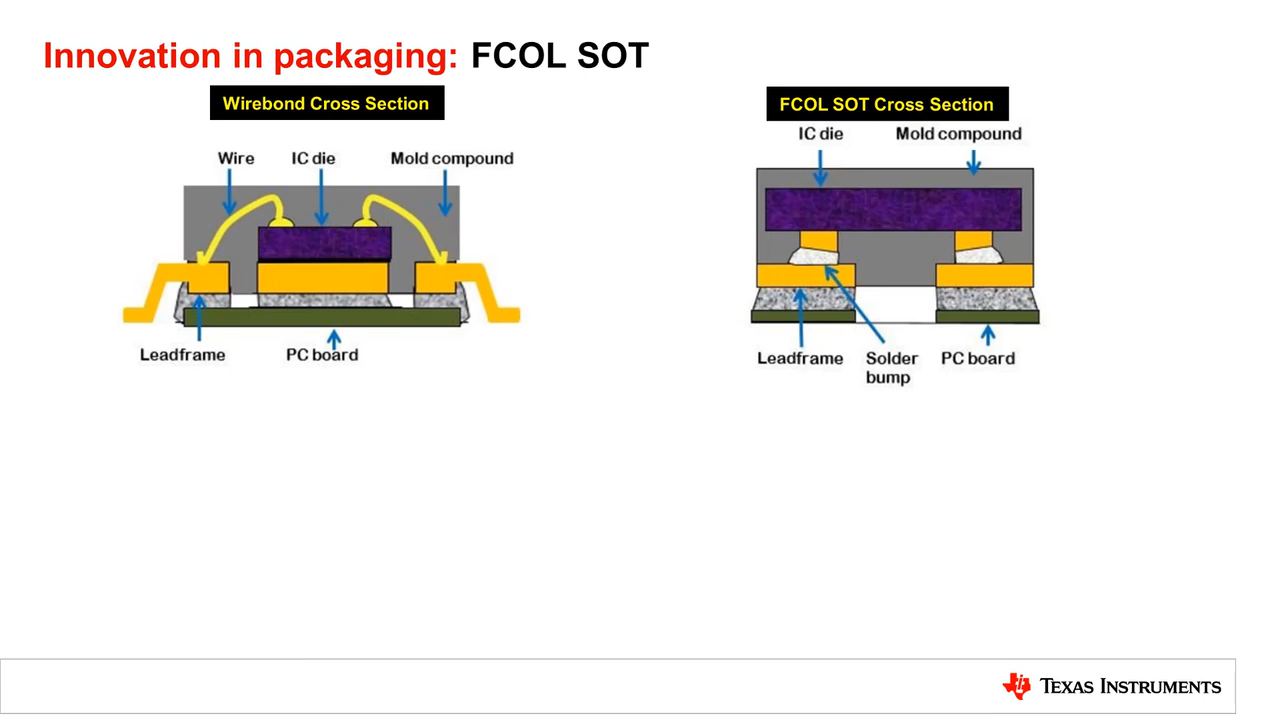 Innovation in packaging: FCOL SOT
Wirebond Cross Section
Wire
IC die
Mold compound
Leadframe
PC board
FCOL SOT Cross Section
IC die
Mold compound
Leadframe
Solder
bump
PC board
Texas Instruments